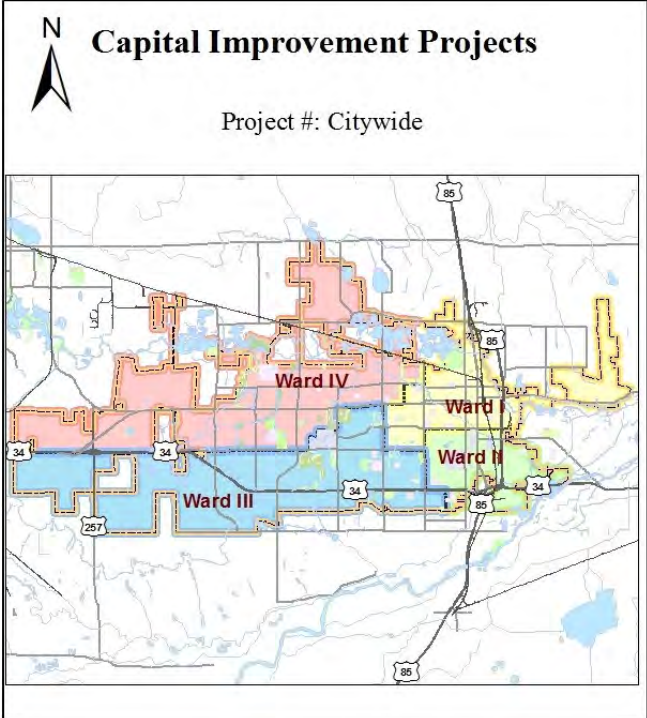 N
Capital Improvement Projects
Project #: Citywide
85
85
Ward IV
Ward I
34
34
Ward II
Ward III
34
34
85
257
85